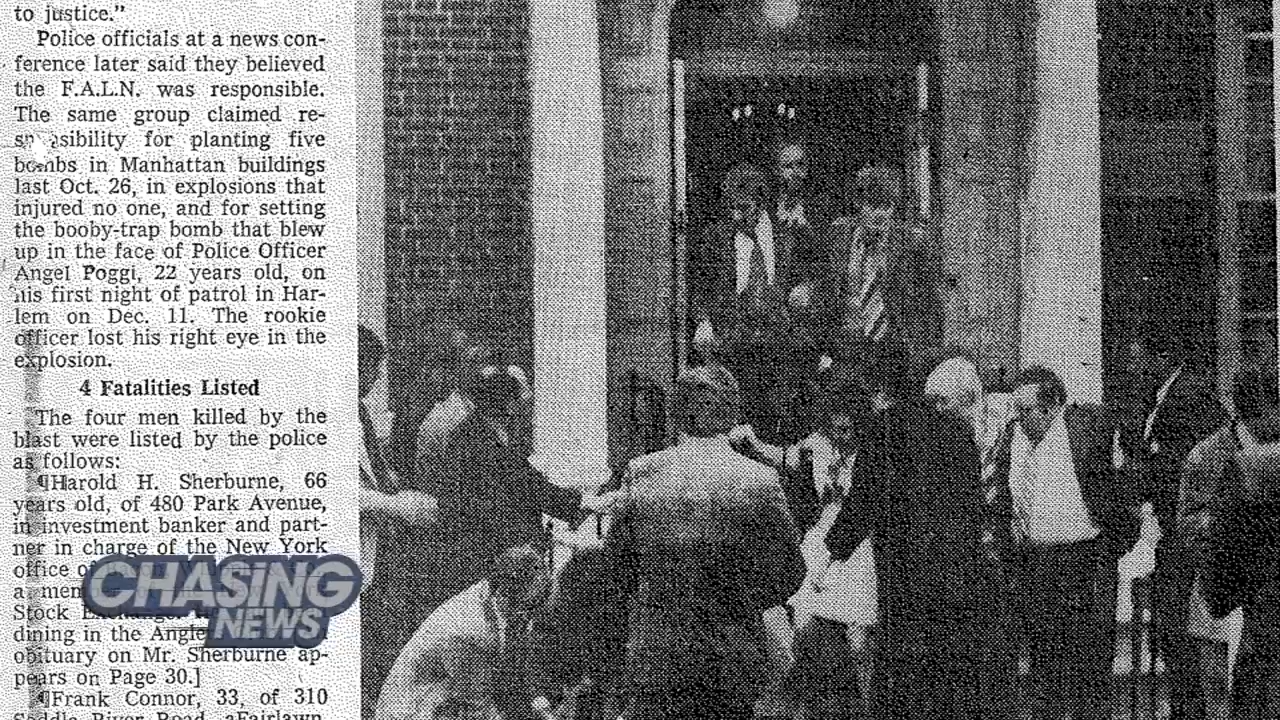 to justice."
Police officials at a news con-
ference later said they believed
the F.A.L.N. was responsible.
The same group claimed re-
sibility for planting five
bombs in Manhattan buildings
last Oct. 26, in explosions that
injured no one, and for setting
the booby-trap bomb that blew
up in the face of Police Officer
Angel Poggi, 22 years old, on
his first night of patrol in Har-
lem on Dec. 11. The rookie
officer lost his right eye in the
explosion.
4 Fatalities Listed
The four men killed by the
blast were listed by the police
as follows:
¶Harold H. Sherburne, 66
years old, of 480 Park Avenue,
in investment banker and part-
ner in charge of the New York
office
a mem
Stock
dining in the Angle
obituary on Mr. Sherburne ap-
pears on Page 30.]
¶Frank Connor, 33, of 310
Saddle River Road, Fairlawn,
CHASING
NEWS